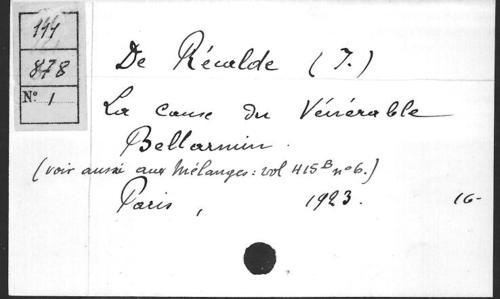 144
878
N° 1
De Récalde (J.)
La cause du Vénérable
Bellarmin.
(voir aussi aux Mélanges: vol 415B n° 6.)
Paris, 1923. 16-